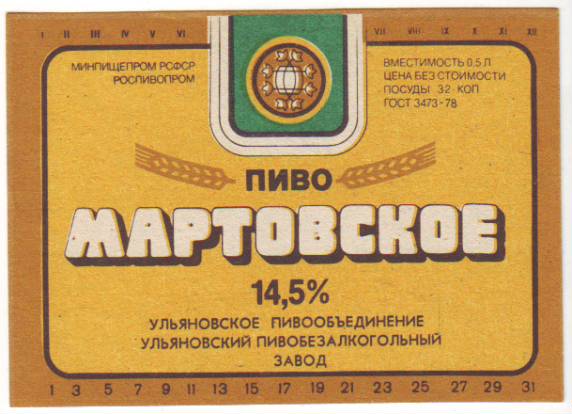 I II III IV V VI VII VIII IX X XI XII
МИНПИЩЕПРОМ РСФСР
РОСПИВОПРОМ
ВМЕСТИМОСТЬ 0,5 Л
ЦЕНА БЕЗ СТОИМОСТИ
ПОСУДЫ 32 КОП
ГОСТ 3473-78
ПИВО
МАРТОВСКОЕ
14,5%
УЛЬЯНОВСКОЕ ПИВООБЪЕДИНЕНИЕ
УЛЬЯНОВСКИЙ ПИВОБЕЗАЛКОГОЛЬНЫЙ
ЗАВОД
1 3 5 7 9 11 13 15 17 19 21 23 25 27 29 31